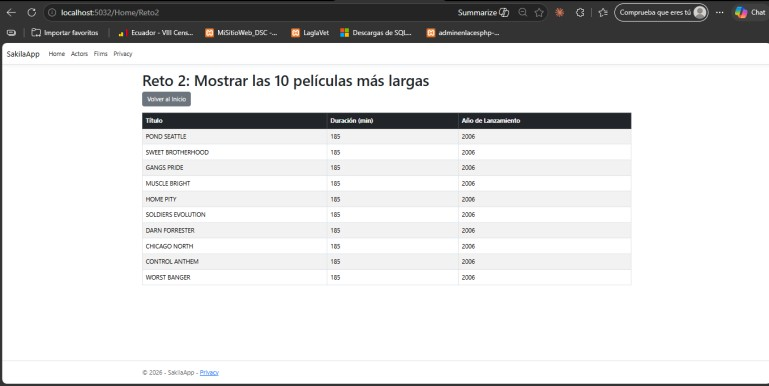 localhost:5032/Home/Reto2
Summarize
Comprueba que eres tú
Chat
Importar favoritos
Ecuador - VIII Cens...
MiSitioWeb_DSC -...
LaglaVet
Descargas de SQL...
adminenlacesphp-...
SakilaApp Home Actors Films Privacy
Reto 2: Mostrar las 10 películas más largas
Volver al Inicio
Título Duración (min) Año de Lanzamiento
POND SEATTLE 185 2006
SWEET BROTHERHOOD 185 2006
GANGS PRIDE 185 2006
MUSCLE BRIGHT 185 2006
HOME PITY 185 2006
SOLDIERS EVOLUTION 185 2006
DARN FORRESTER 185 2006
CHICAGO NORTH 185 2006
CONTROL ANTHEM 185 2006
WORST BANGER 185 2006
© 2026 - SakilaApp - Privacy